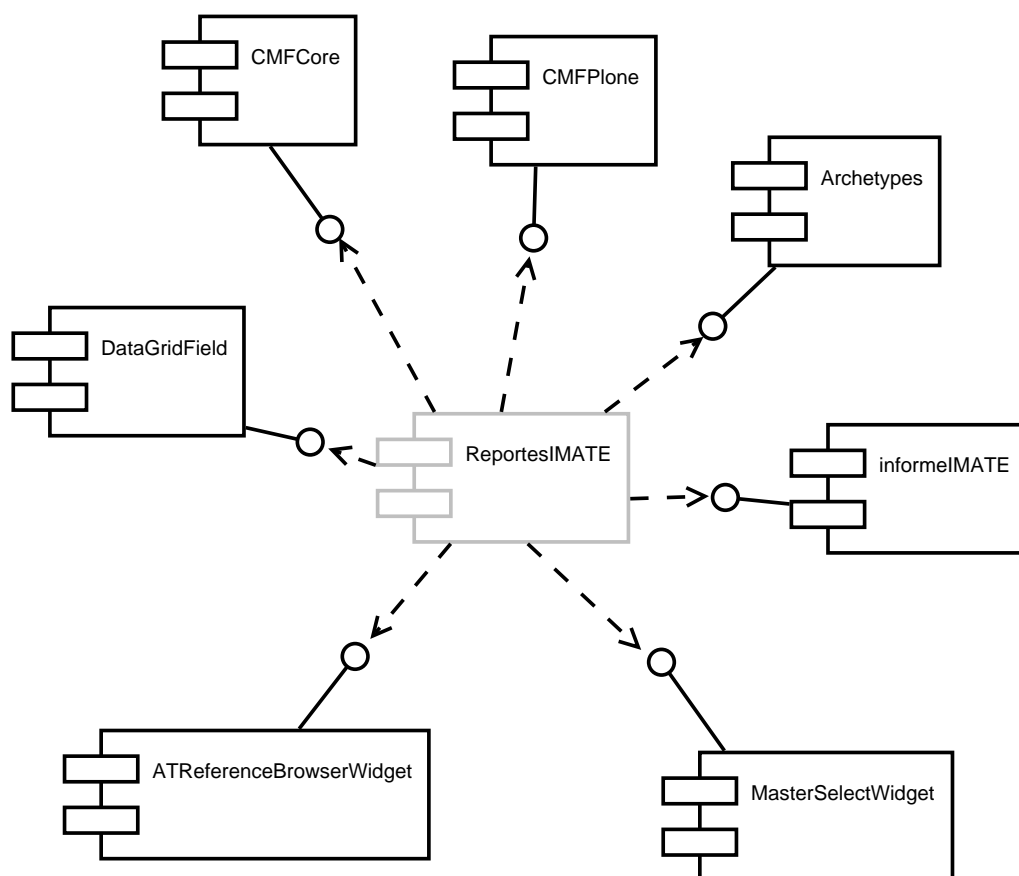 CMFCore
CMFPlone
Archetypes
DataGridField
ReportesIMATE
informeIMATE
ATReferenceBrowserWidget
MasterSelectWidget